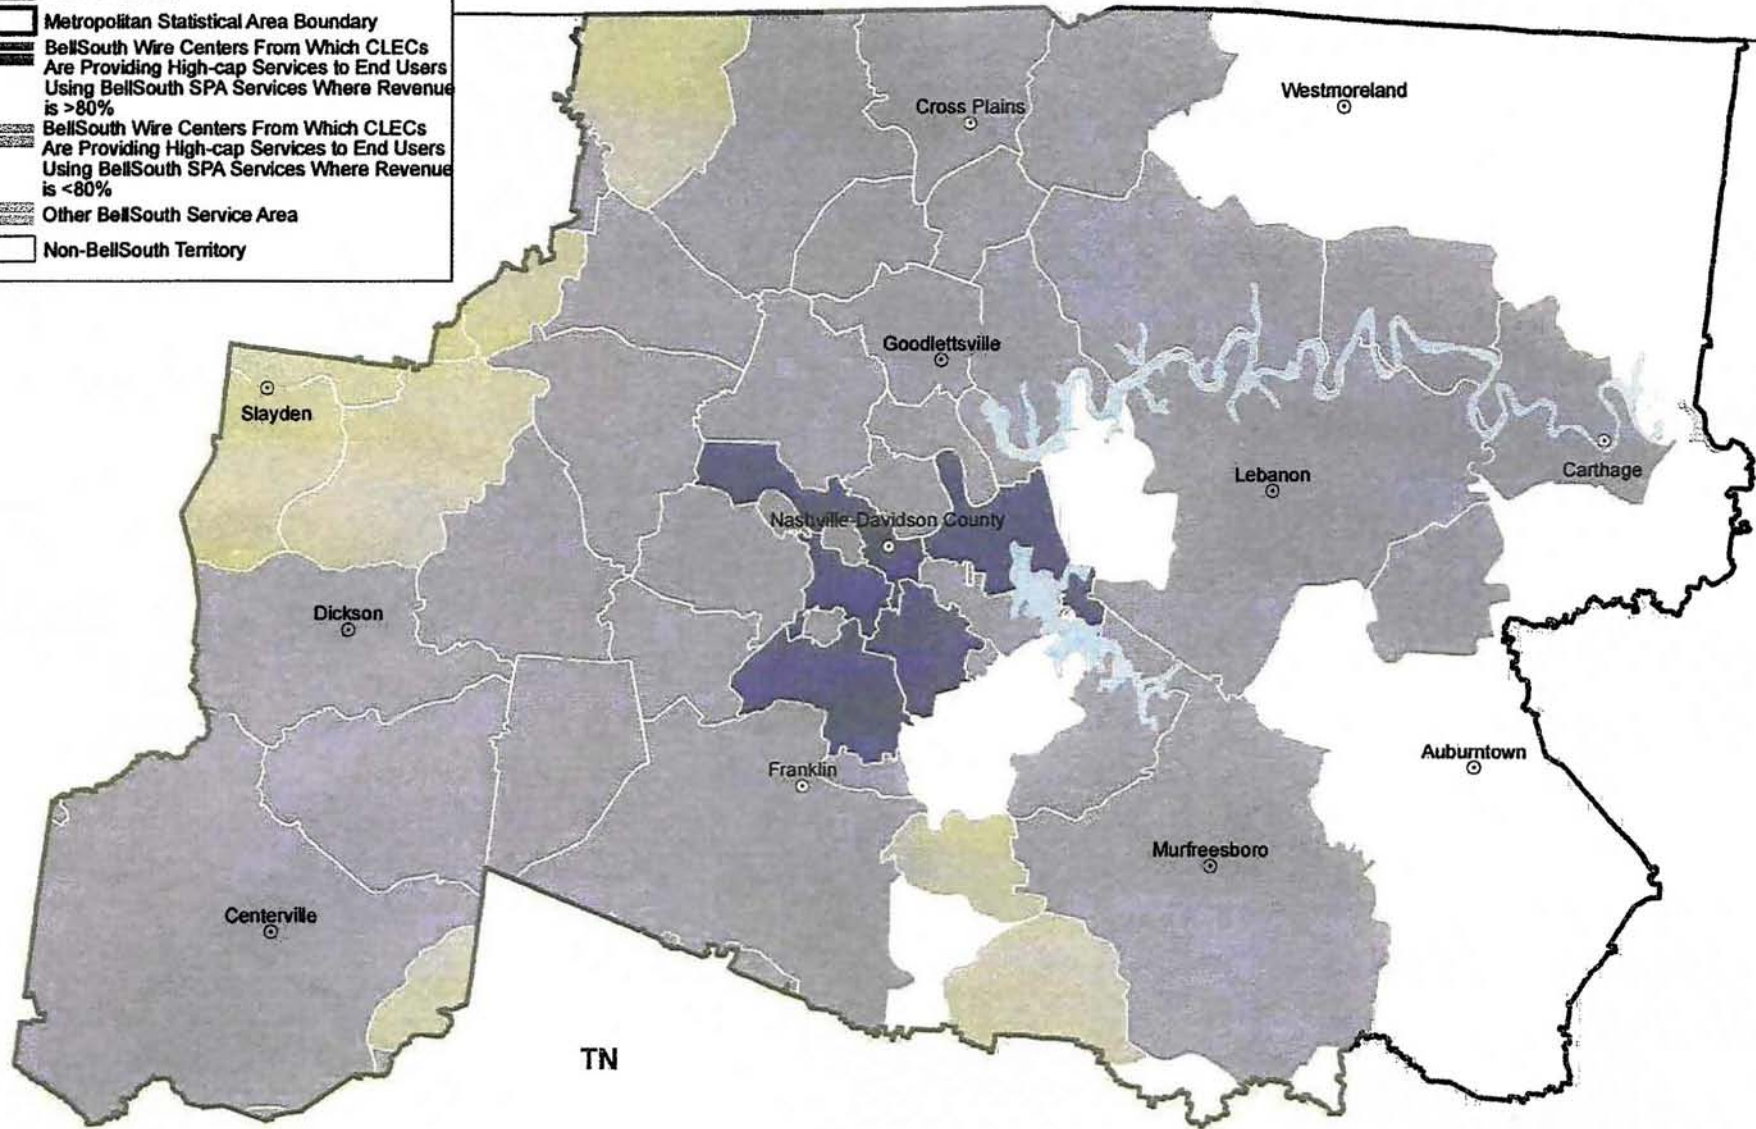 Metropolitan Statistical Area Boundary
BellSouth Wire Centers From Which CLECs
Are Providing High-cap Services to End Users
Using BellSouth SPA Services Where Revenue
is >80%
BellSouth Wire Centers From Which CLECs
Are Providing High-cap Services to End Users
Using BellSouth SPA Services Where Revenue
is <80%
Other BellSouth Service Area
Non-BellSouth Territory
Westmoreland
Cross Plains
Goodlettsville
Slayden
Carthage
Lebanon
Nashville-Davidson County
Dickson
Auburntown
Franklin
Murfreesboro
Centerville
TN